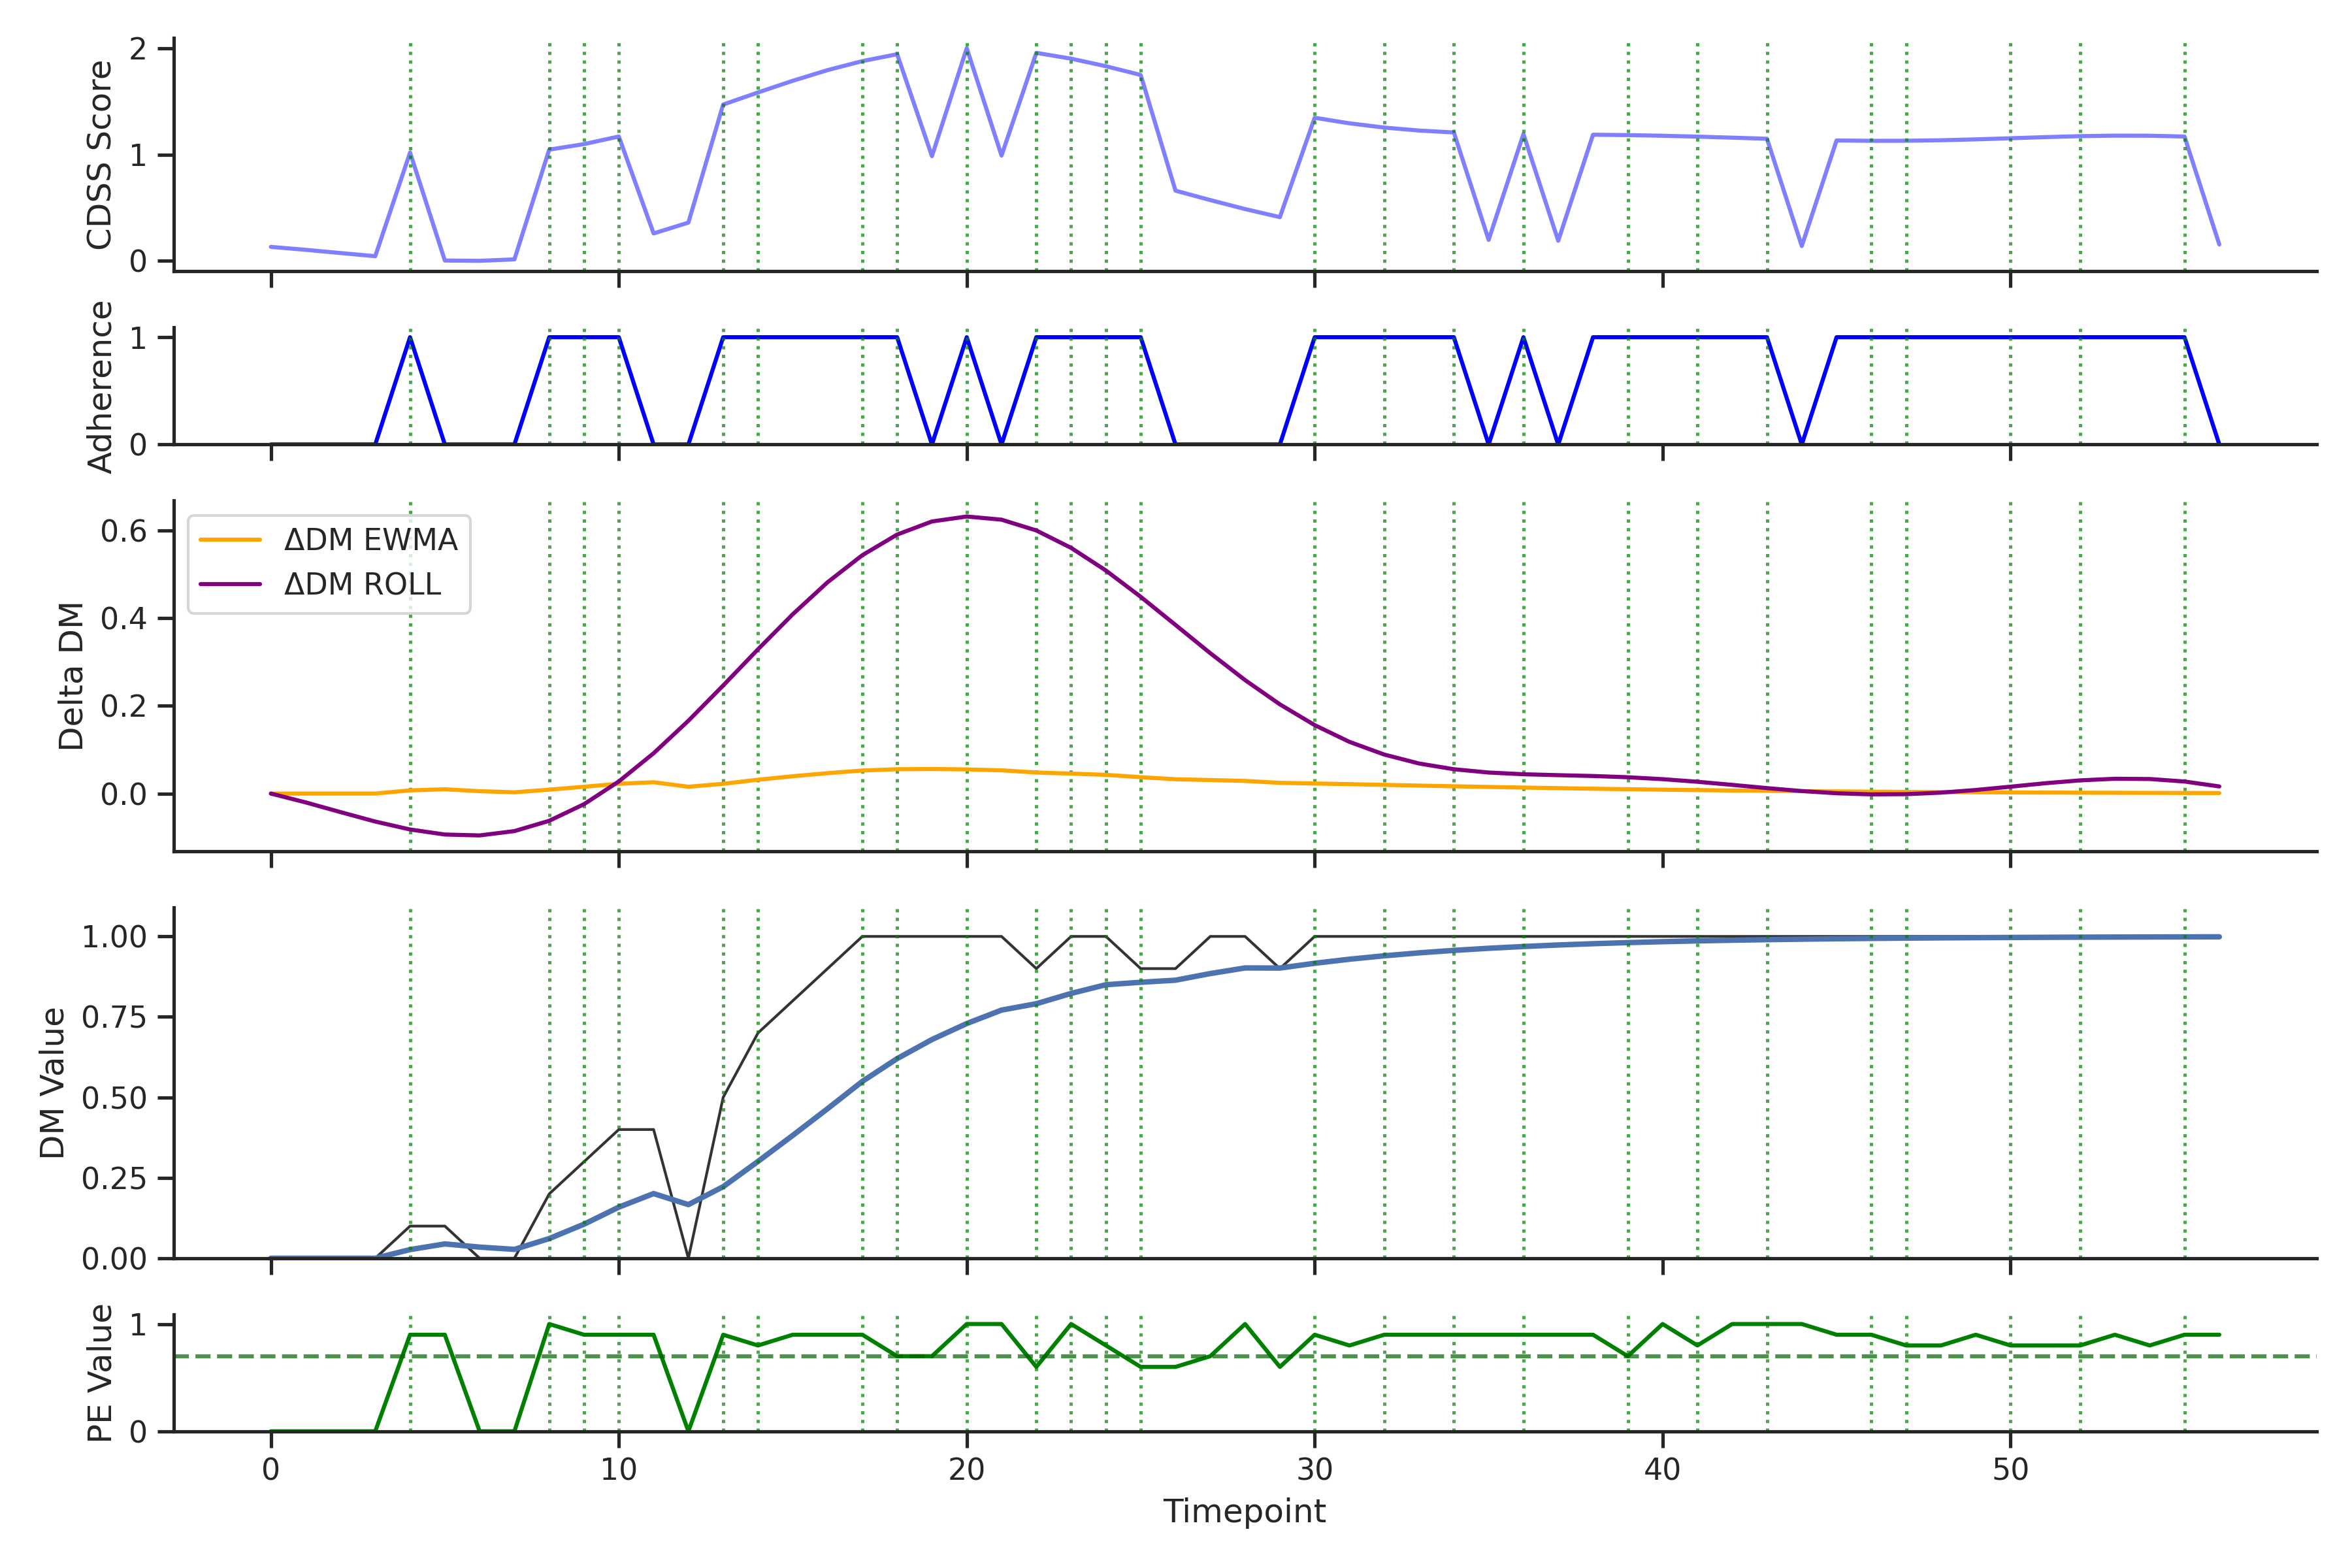 2
1
0
CDSS Score
1
0
Adherence
ΔDM EWMA
ΔDM ROLL
0.6
0.4
0.2
0.0
Delta DM
1.00
0.75
0.50
0.25
0.00
DM Value
1
0
PE Value
0 10 20 30 40 50
Timepoint